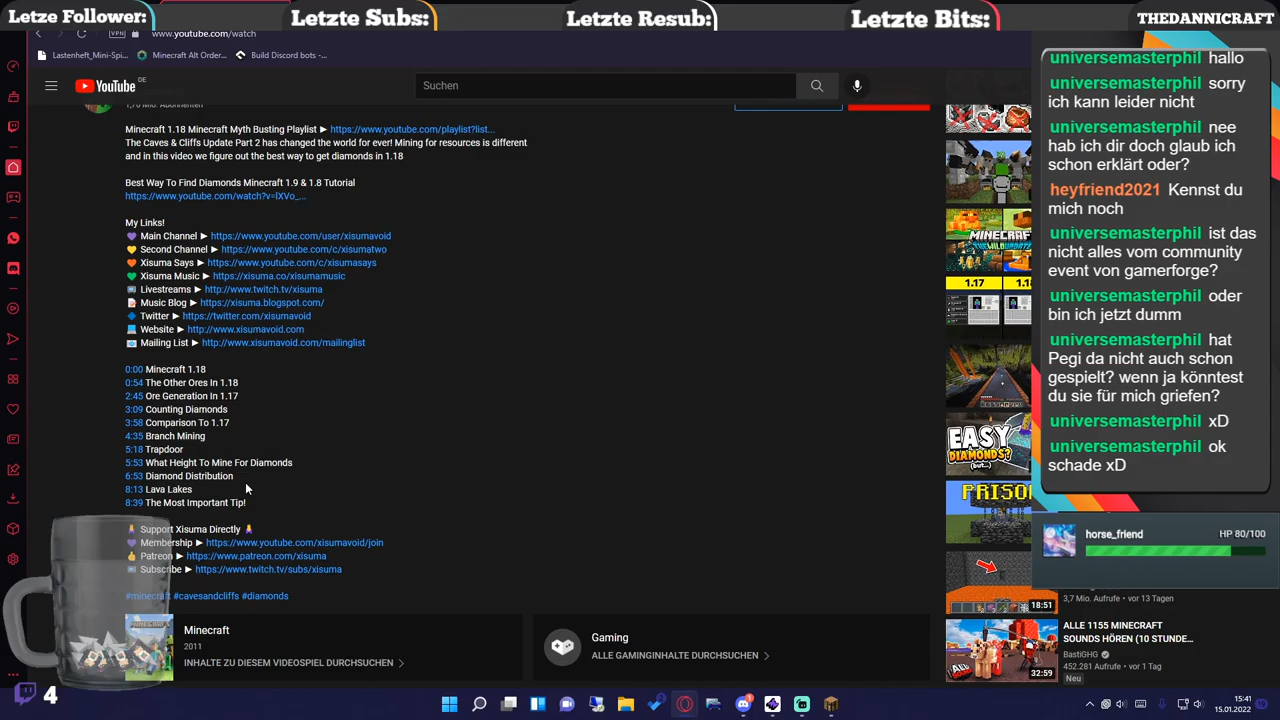 Letze Follower:
Letzte Subs:
Letzte Resub:
Letzte Bits:
THEDANNICRAFT
VPN
www.youtube.com/watch
Lastenheft_Mini-Spi...
Minecraft Alt Order...
Build Discord bots -...
YouTube DE
Suchen
Minecraft 1.18 Minecraft Myth Busting Playlist ► https://www.youtube.com/playlist?list...
The Caves & Cliffs Update Part 2 has changed the world for ever! Mining for resources is different
and in this video we figure out the best way to get diamonds in 1.18
Best Way To Find Diamonds Minecraft 1.9 & 1.8 Tutorial
https://www.youtube.com/watch?v=lXVo_...
My Links!
💜 Main Channel ► https://www.youtube.com/user/xisumavoid
💛 Second Channel ► https://www.youtube.com/c/xisumatwo
🧡 Xisuma Says ► https://www.youtube.com/c/xisumasays
💚 Xisuma Music ► https://xisuma.co/xisumamusic
Livestreams ► http://www.twitch.tv/xisuma
📝 Music Blog ► https://xisuma.blogspot.com/
🔷 Twitter ► https://twitter.com/xisumavoid
💻 Website ► http://www.xisumavoid.com
Mailing List ► http://www.xisumavoid.com/mailinglist
0:00 Minecraft 1.18
0:54 The Other Ores In 1.18
2:45 Ore Generation In 1.17
3:09 Counting Diamonds
3:58 Comparison To 1.17
4:35 Branch Mining
5:18 Trapdoor
5:53 What Height To Mine For Diamonds
6:53 Diamond Distribution
8:13 Lava Lakes
8:39 The Most Important Tip!
Support Xisuma Directly
💜 Membership ► https://www.youtube.com/xisumavoid/join
Patreon ► https://www.patreon.com/xisuma
Subscribe ► https://www.twitch.tv/subs/xisuma
#minecraft #cavesandcliffs #diamonds
Minecraft
2011
INHALTE ZU DIESEM VIDEOSPIEL DURCHSUCHEN
Gaming
ALLE GAMINGINHALTE DURCHSUCHEN
MINECRAFT
1.17
1.18
EASY
DIAMONDS?
(but...)
PRISON
18:51
3,7 Mio. Aufrufe • vor 13 Tagen
32:59
ALLE 1155 MINECRAFT
SOUNDS HÖREN (10 STUNDE...
BastiGHG
452.281 Aufrufe • vor 1 Tag
Neu
universemasterphil hallo
universemasterphil sorry
ich kann leider nicht
universemasterphil nee
hab ich dir doch glaub ich
schon erklärt oder?
heyfriend2021 Kennst du
mich noch
universemasterphil ist das
nicht alles vom community
event von gamerforge?
universemasterphil oder
bin ich jetzt dumm
universemasterphil hat
Pegi da nicht auch schon
gespielt? wenn ja könntest
du sie für mich griefen?
universemasterphil xD
universemasterphil ok
schade xD
horse_friend
HP 80/100
4
15:41
15.01.2022